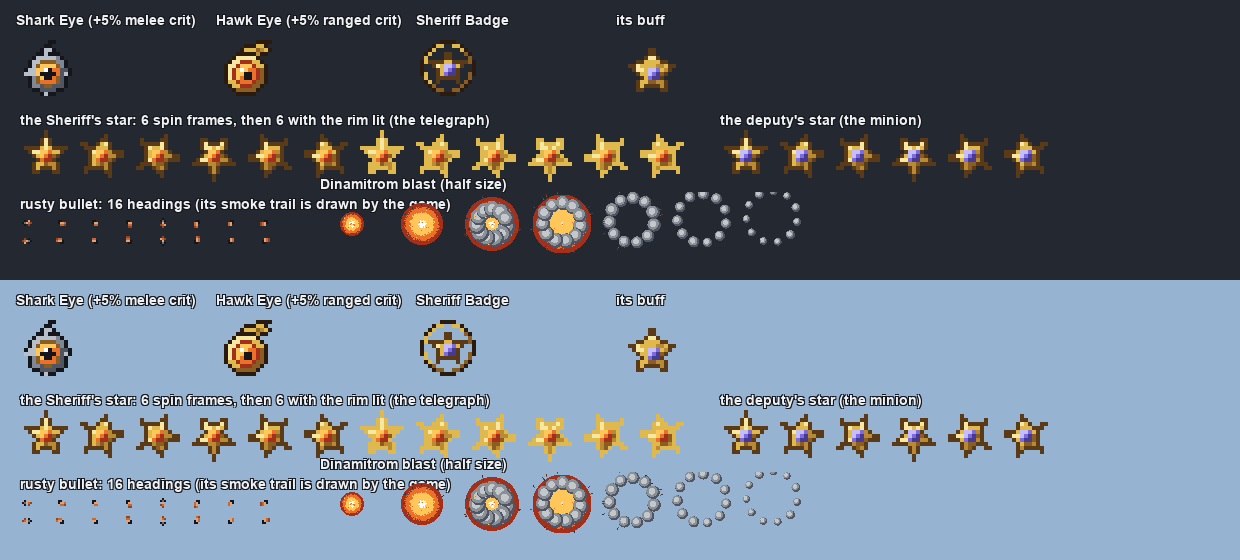 Shark Eye (+5% melee crit)
Hawk Eye (+5% ranged crit)
Sheriff Badge
its buff
the Sheriff's star: 6 spin frames, then 6 with the rim lit (the telegraph)
the deputy's star (the minion)
Dinamitrom blast (half size)
rusty bullet: 16 headings (its smoke trail is drawn by the game)
Shark Eye (+5% melee crit)
Hawk Eye (+5% ranged crit)
Sheriff Badge
its buff
the Sheriff's star: 6 spin frames, then 6 with the rim lit (the telegraph)
the deputy's star (the minion)
Dinamitrom blast (half size)
rusty bullet: 16 headings (its smoke trail is drawn by the game)